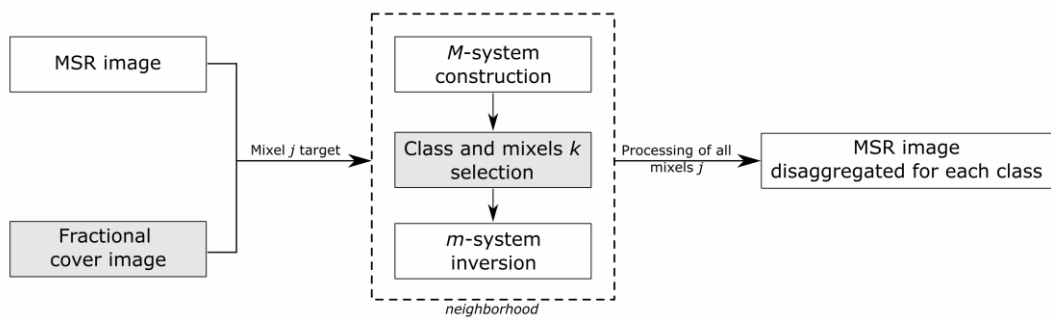 MSR image
Fractional
cover image
Mixel j target
M-system
construction
Class and mixels k
selection
m-system
inversion
neighborhood
Processing of all
mixels j
MSR image
disaggregated for each class